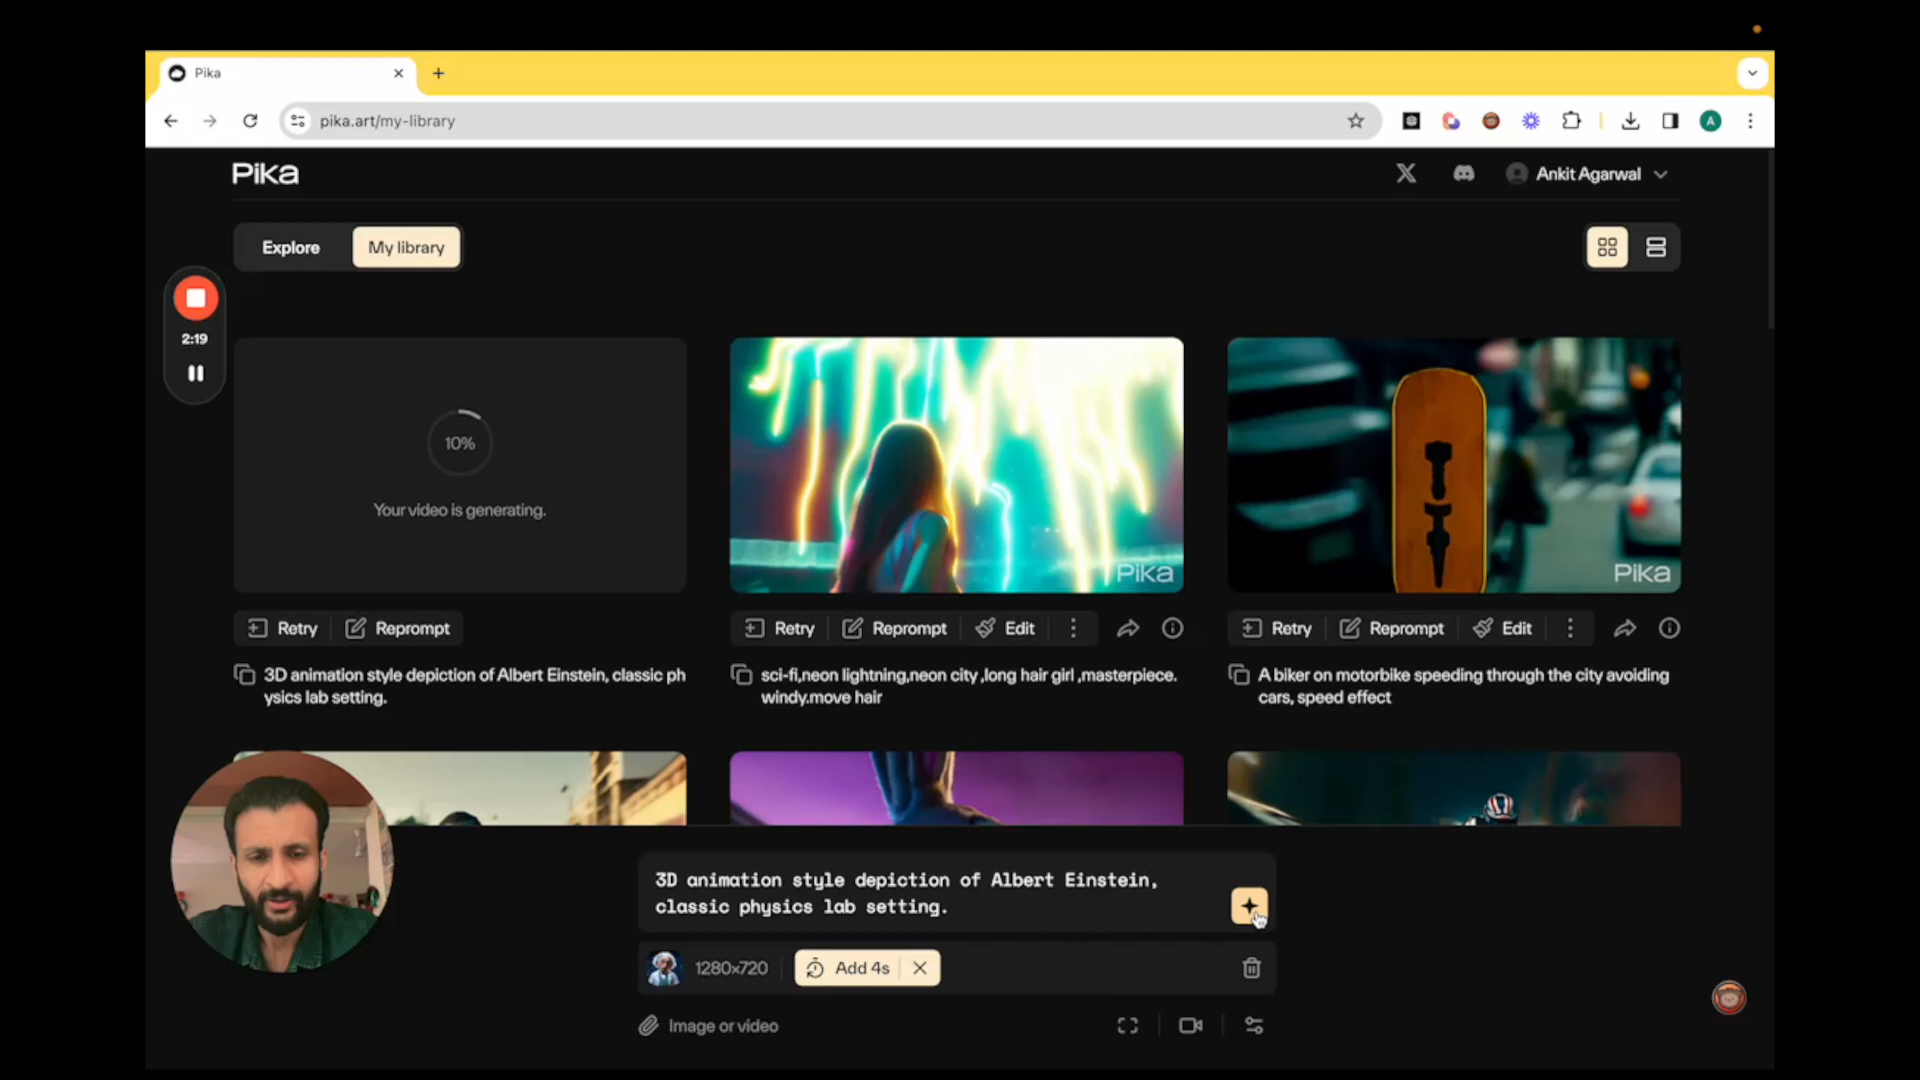 Pika
pika.art/my-library
A
Pika
Ankit Agarwal
Explore
My library
2:19
10%
Your video is generating.
Pika
Pika
Retry
Reprompt
Retry
Reprompt
Edit
Retry
Reprompt
Edit
3D animation style depiction of Albert Einstein, classic ph
ysics lab setting.
sci-fi,neon lightning,neon city ,long hair girl ,masterpiece.
windy.move hair
A biker on motorbike speeding through the city avoiding
cars, speed effect
3D animation style depiction of Albert Einstein,
classic physics lab setting.
1280×720
Add 4s
Image or video